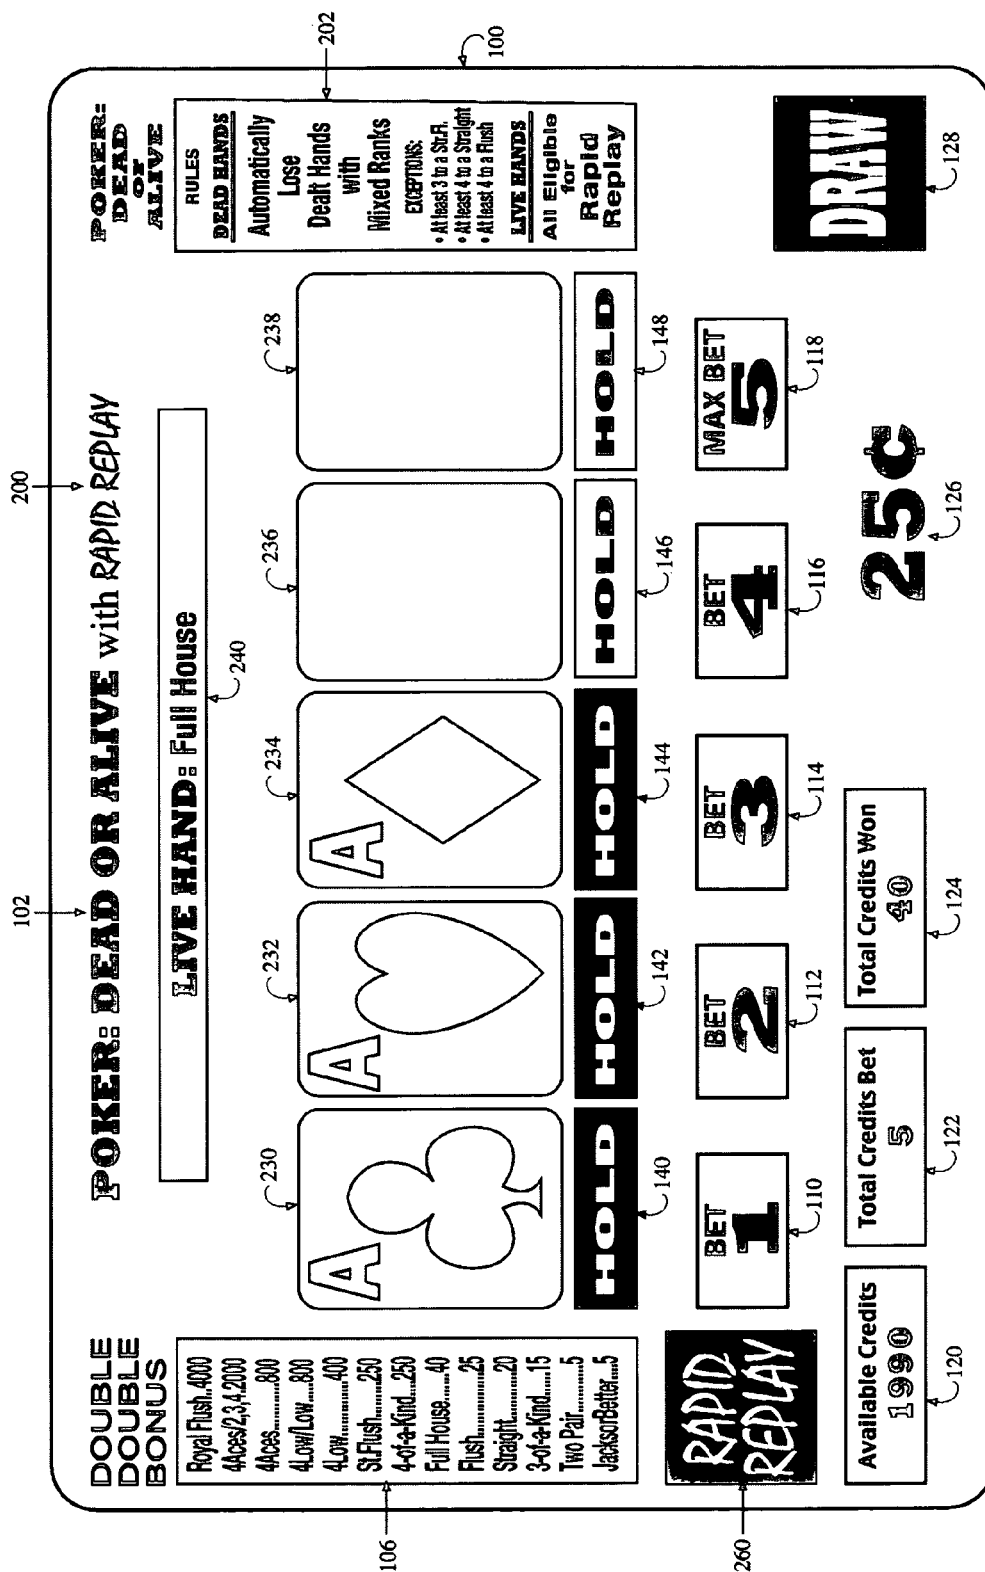 200
102
POKER: DEAD OR ALIVE with RAPID REPLAY
DOUBLE
DOUBLE
BONUS
POKER:
DEAD
OR
ALIVE
LIVE HAND: Full House
240
202
100
Royal Flush..4000
4Aces/2,3,4.2000
4Aces..........800
4Low/Low....800
4Low...............400
St.Flush......250
4-of-a-Kind...250
Full House...... 40
Flush..............25
Straight.........20
3-of-a-Kind....15
Two Pair........5
JacksorBetter....5
106
230
232
234
236
238
A
A
A
RULES
DEAD HANDS
Automatically
Lose
Dealt Hands
with
Mixed Ranks
EXCEPTIONS:
• At least 3 to a Str.Fl.
• At least 4 to a Straight
• At least 4 to a Flush
LIVE HANDS
All Eligible
for
Rapid
Replay
HOLD
HOLD
HOLD
HOLD
HOLD
140
142
144
146
148
RAPID
REPLAY
260
BET
1
110
BET
2
112
BET
3
114
BET
4
116
MAX BET
5
118
DRAW
128
Available Credits
1990
120
Total Credits Bet
5
122
Total Credits Won
40
124
25¢
126